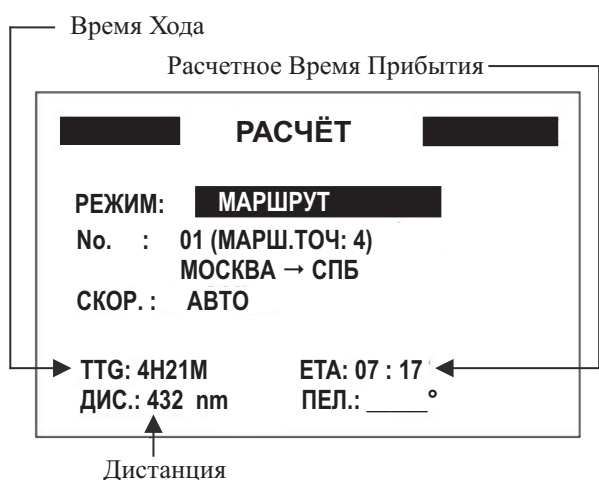 Время Хода
Расчетное Время Прибытия
РАСЧЁТ
РЕЖИМ: МАРШРУТ
No. : 01 (МАРШ.ТОЧ: 4)
МОСКВА → СПБ
СКОР. : АВТО
TTG: 4H21M ETA: 07 : 17
ДИС.: 432 nm ПЕЛ.: _____°
Дистанция